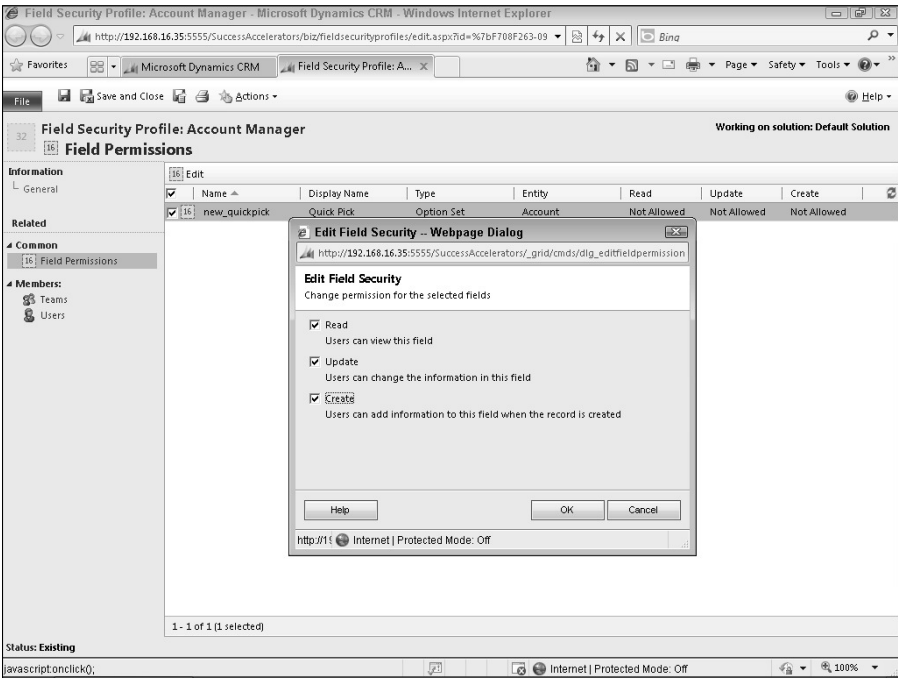 Field Security Profile: Account Manager - Microsoft Dynamics CRM - Windows Internet Explorer
http://192.168.16.35:5555/SuccessAccelerators/biz/fieldsecurityprofiles/edit.aspx?id=%7bF708F263-09
Bing
Favorites
Microsoft Dynamics CRM
Field Security Profile: A...
Page
Safety
Tools
File
Save and Close
Actions
Help
32
Field Security Profile: Account Manager
16 Field Permissions
Working on solution: Default Solution
Information
General
Related
Common
16 Field Permissions
Members:
Teams
Users
16 Edit
Name Display Name Type Entity Read Update Create
16 new_quickpick Quick Pick Option Set Account Not Allowed Not Allowed Not Allowed
Edit Field Security -- Webpage Dialog
http://192.168.16.35:5555/SuccessAccelerators/_grid/cmds/dlg_editfieldpermission
Edit Field Security
Change permission for the selected fields
Read
Users can view this field
Update
Users can change the information in this field
Create
Users can add information to this field when the record is created
Help OK Cancel
http://1 Internet | Protected Mode: Off
1 - 1 of 1 (1 selected)
Status: Existing
javascript:onclick();
Internet | Protected Mode: Off
100%